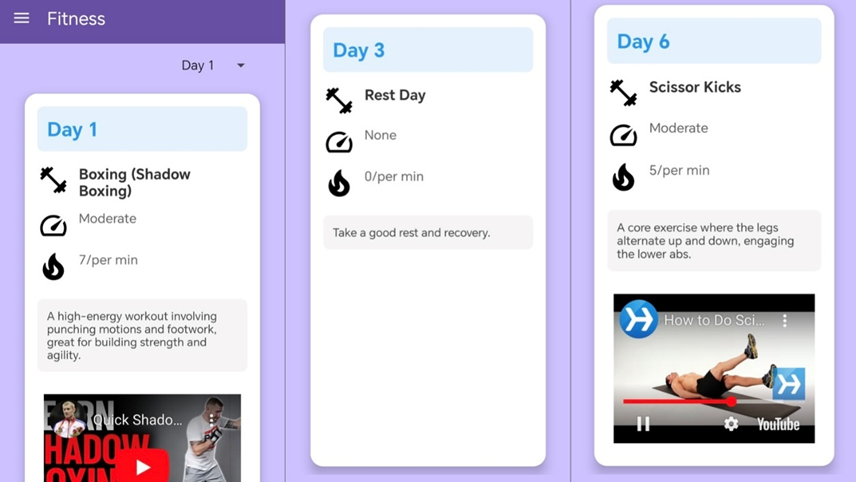 Fitness
Day 1
Day 1
Boxing (Shadow
Boxing)
Moderate
7/per min
A high-energy workout involving
punching motions and footwork,
great for building strength and
agility.
Quick Shado...
HADOW
Day 3
Rest Day
None
0/per min
Take a good rest and recovery.
Day 6
Scissor Kicks
Moderate
5/per min
A core exercise where the legs
alternate up and down, engaging
the lower abs.
How to Do Sci...
YouTube